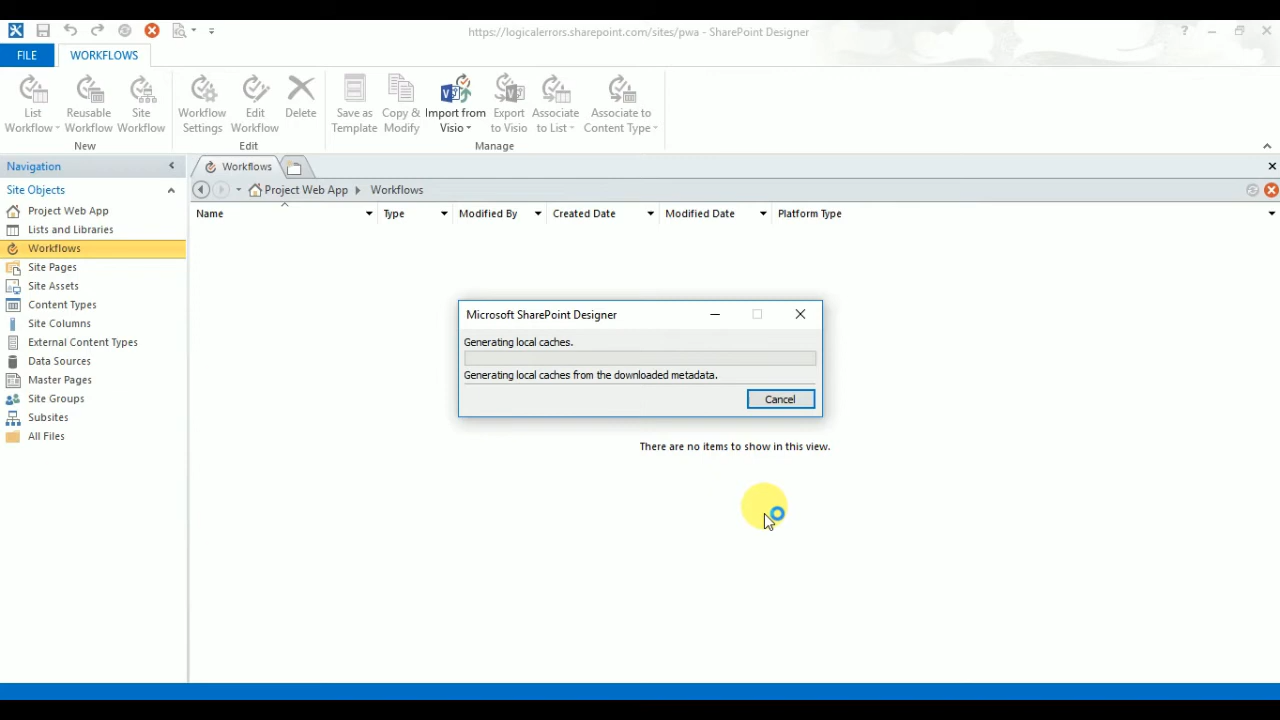 https://logicalerrors.sharepoint.com/sites/pwa - SharePoint Designer
?
FILE
WORKFLOWS
List Workflow
Reusable Workflow
Site Workflow
Workflow Settings
Edit Workflow
Delete
Save as Template
Copy & Modify
Import from Visio
Export to Visio
Associate to List
Associate to Content Type
New
Edit
Manage
Navigation
Workflows
Site Objects
Project Web App
Workflows
Project Web App
Lists and Libraries
Workflows
Site Pages
Site Assets
Content Types
Site Columns
External Content Types
Data Sources
Master Pages
Site Groups
Subsites
All Files
Name
Type
Modified By
Created Date
Modified Date
Platform Type
Microsoft SharePoint Designer
Generating local caches.
Generating local caches from the downloaded metadata.
Cancel
There are no items to show in this view.